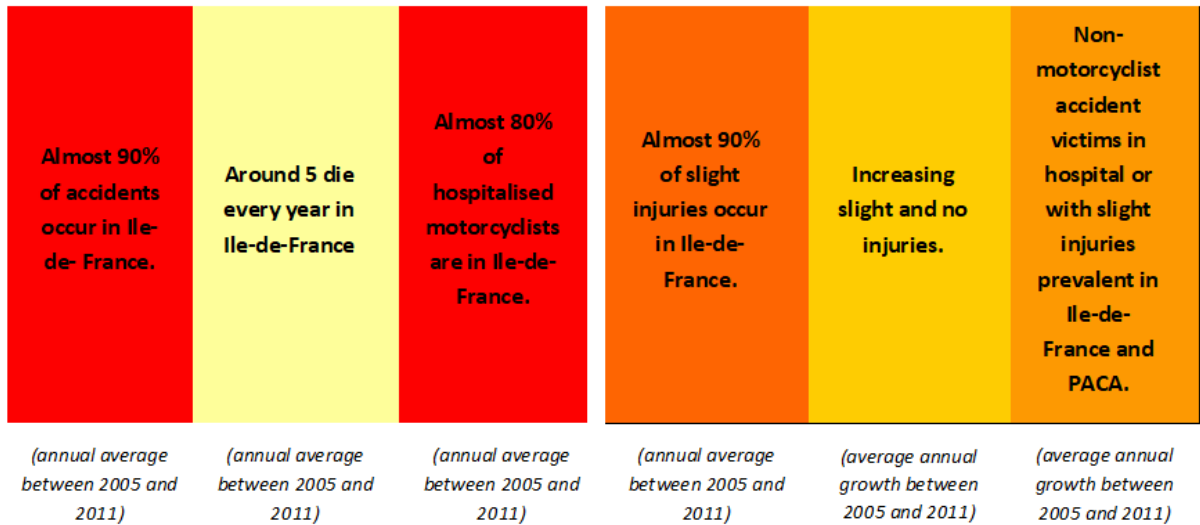 Almost 90%
of accidents
occur in Ile-
de- France.
(annual average
between 2005 and
2011)
Around 5 die
every year in
Ile-de-France
(annual average
between 2005 and
2011)
Almost 80%
of
hospitalised
motorcyclists
are in Ile-de-
France.
(annual average
between 2005 and
2011)
Almost 90%
of slight
injuries occur
in Ile-de-
France.
(annual average
between 2005 and
2011)
Increasing
slight and no
injuries.
(average annual
growth between
2005 and 2011)
Non-
motorcyclist
accident
victims in
hospital or
with slight
injuries
prevalent in
Ile-de-
France and
PACA.
(average annual
growth between
2005 and 2011)